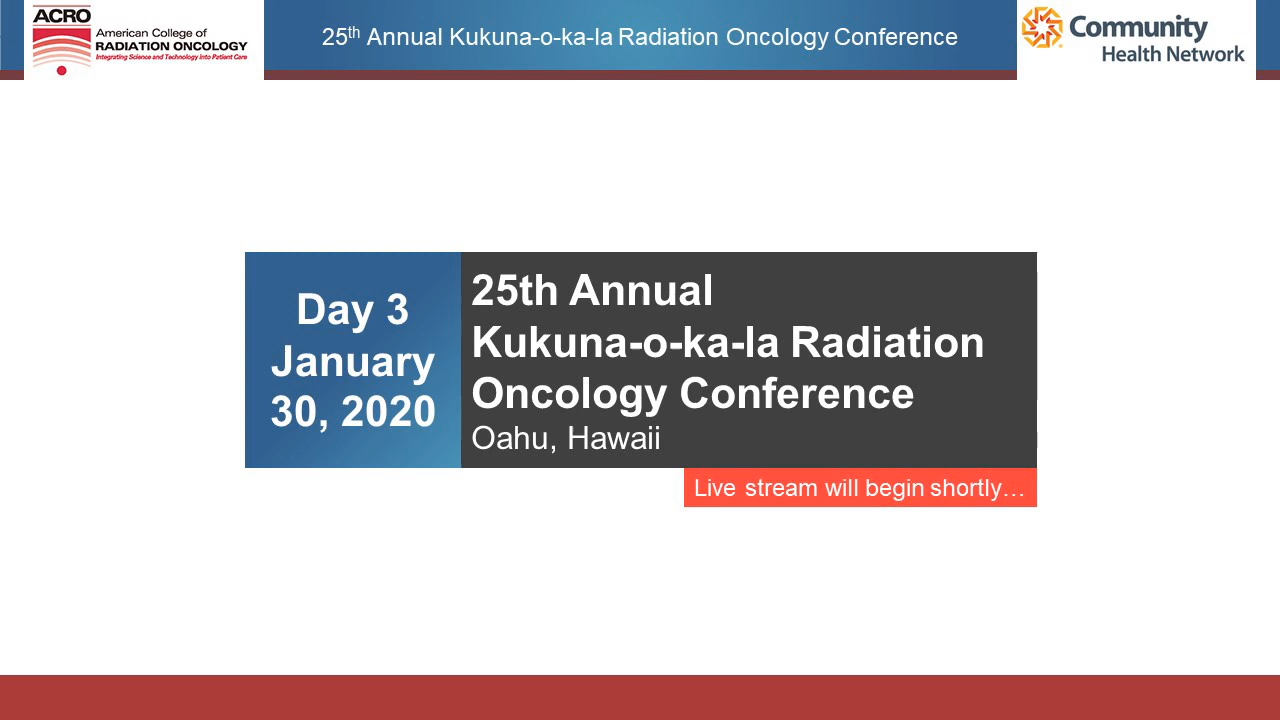 ACRO
American College of
RADIATION ONCOLOGY
Integrating Science and Technology Into Patient Care
25th Annual Kukuna-o-ka-la Radiation Oncology Conference
Community
Health Network
Day 3
January
30, 2020
25th Annual
Kukuna-o-ka-la Radiation
Oncology Conference
Oahu, Hawaii
Live stream will begin shortly…